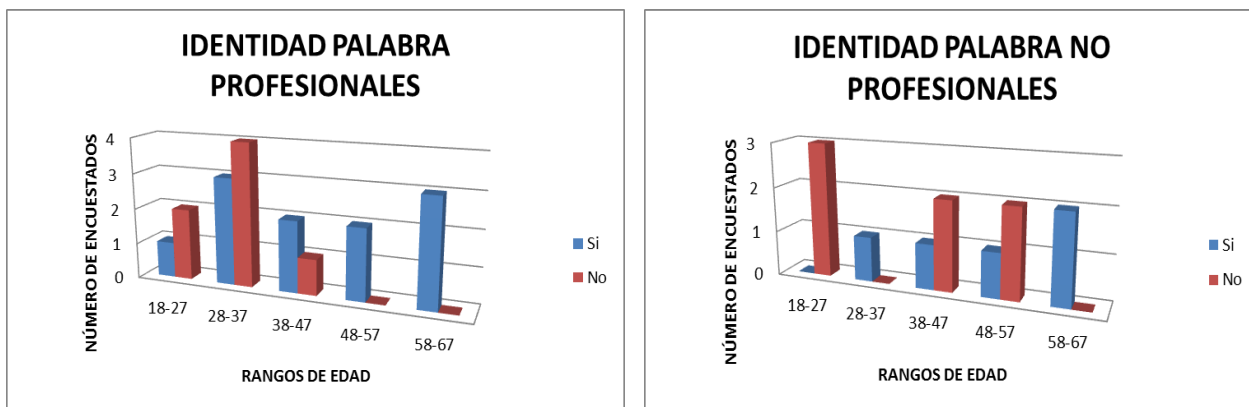 IDENTIDAD PALABRA
PROFESIONALES
NÚMERO DE ENCUESTADOS
4
3
2
1
0
18-27
28-37
38-47
48-57
58-67
RANGOS DE EDAD
Si
No
IDENTIDAD PALABRA NO
PROFESIONALES
NÚMERO DE ENCUESTADOS
3
2
1
0
18-27
28-37
38-47
48-57
58-67
RANGOS DE EDAD
Si
No